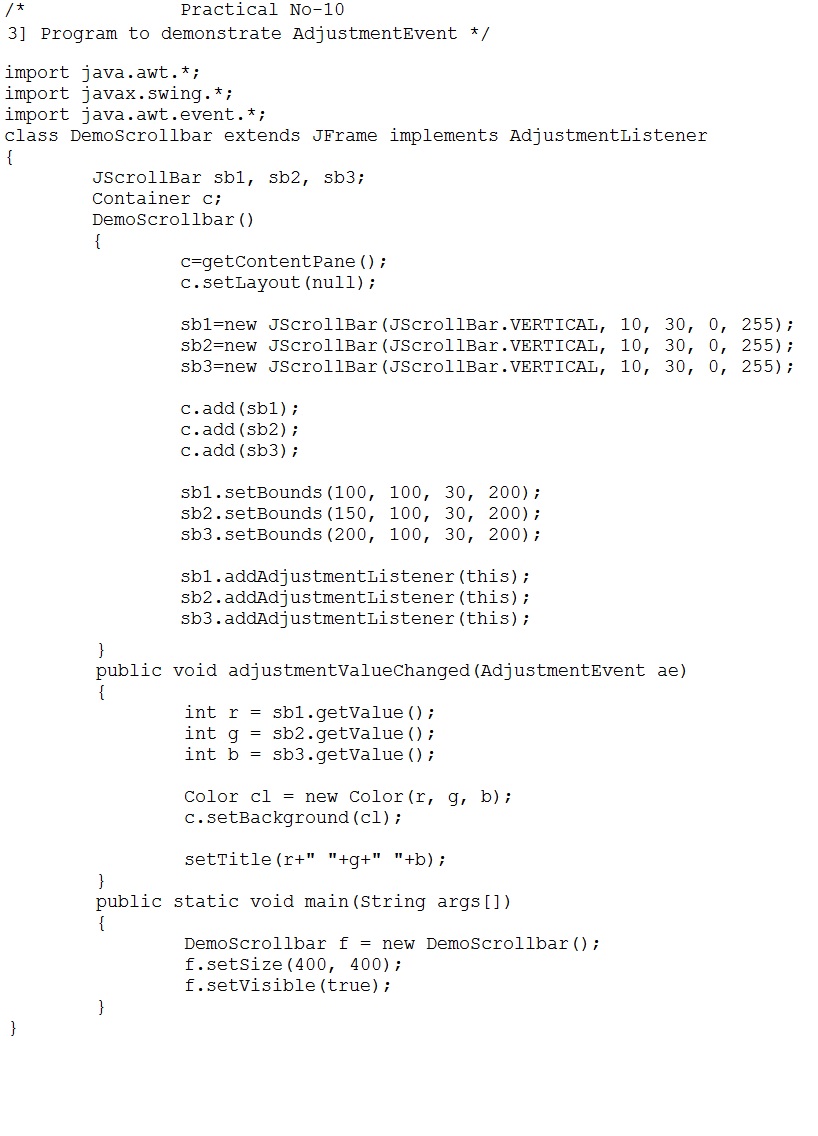 /* Practical No-10
3] Program to demonstrate AdjustmentEvent */
import java.awt.*;
import javax.swing.*;
import java.awt.event.*;
class DemoScrollbar extends JFrame implements AdjustmentListener
{
JScrollBar sb1, sb2, sb3;
Container c;
DemoScrollbar()
{
c=getContentPane();
c.setLayout(null);
sb1=new JScrollBar(JScrollBar.VERTICAL, 10, 30, 0, 255);
sb2=new JScrollBar(JScrollBar.VERTICAL, 10, 30, 0, 255);
sb3=new JScrollBar(JScrollBar.VERTICAL, 10, 30, 0, 255);
c.add(sb1);
c.add(sb2);
c.add(sb3);
sb1.setBounds(100, 100, 30, 200);
sb2.setBounds(150, 100, 30, 200);
sb3.setBounds(200, 100, 30, 200);
sb1.addAdjustmentListener(this);
sb2.addAdjustmentListener(this);
sb3.addAdjustmentListener(this);
}
public void adjustmentValueChanged(AdjustmentEvent ae)
{
int r = sb1.getValue();
int g = sb2.getValue();
int b = sb3.getValue();
Color cl = new Color(r, g, b);
c.setBackground(cl);
setTitle(r+" "+g+" "+b);
}
public static void main(String args[])
{
DemoScrollbar f = new DemoScrollbar();
f.setSize(400, 400);
f.setVisible(true);
}
}